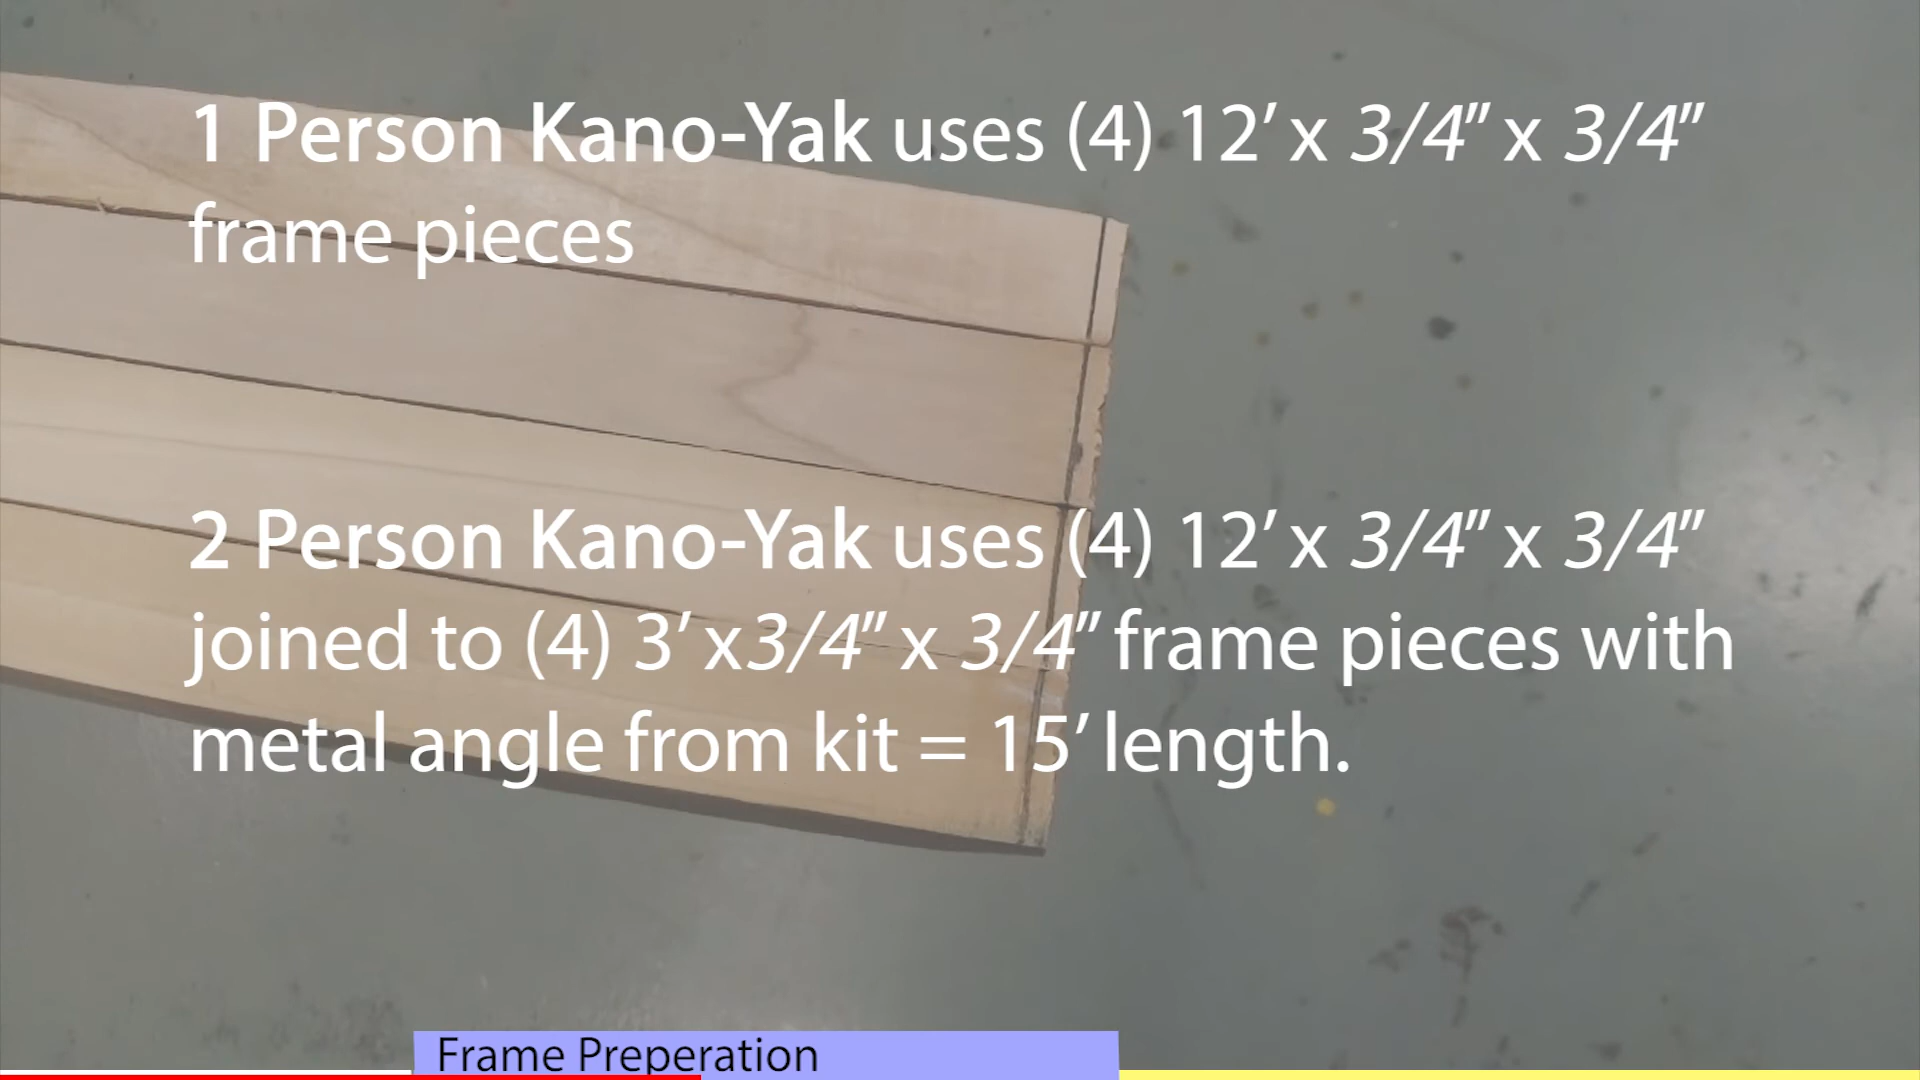 1 Person Kano-Yak uses (4) 12’ x 3/4” x 3/4”
frame pieces
2 Person Kano-Yak uses (4) 12’ x 3/4” x 3/4”
joined to (4) 3’ x3/4” x 3/4” frame pieces with
metal angle from kit = 15’ length.
Frame Preperation